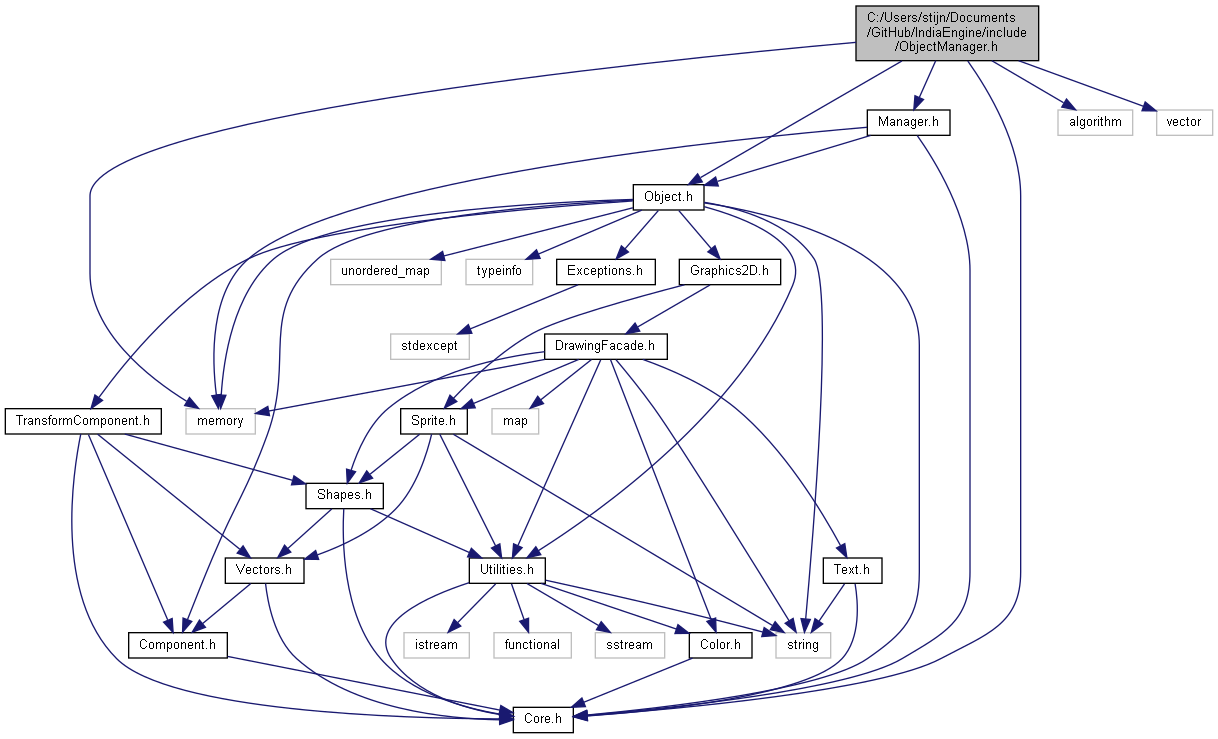 C:/Users/stijn/Documents
/GitHub/IndiaEngine/include
/ObjectManager.h
Manager.h
algorithm
vector
Object.h
unordered_map
typeinfo
Exceptions.h
Graphics2D.h
stdexcept
DrawingFacade.h
TransformComponent.h
memory
Sprite.h
map
Shapes.h
Vectors.h
Utilities.h
Text.h
Component.h
istream
functional
sstream
Color.h
string
Core.h